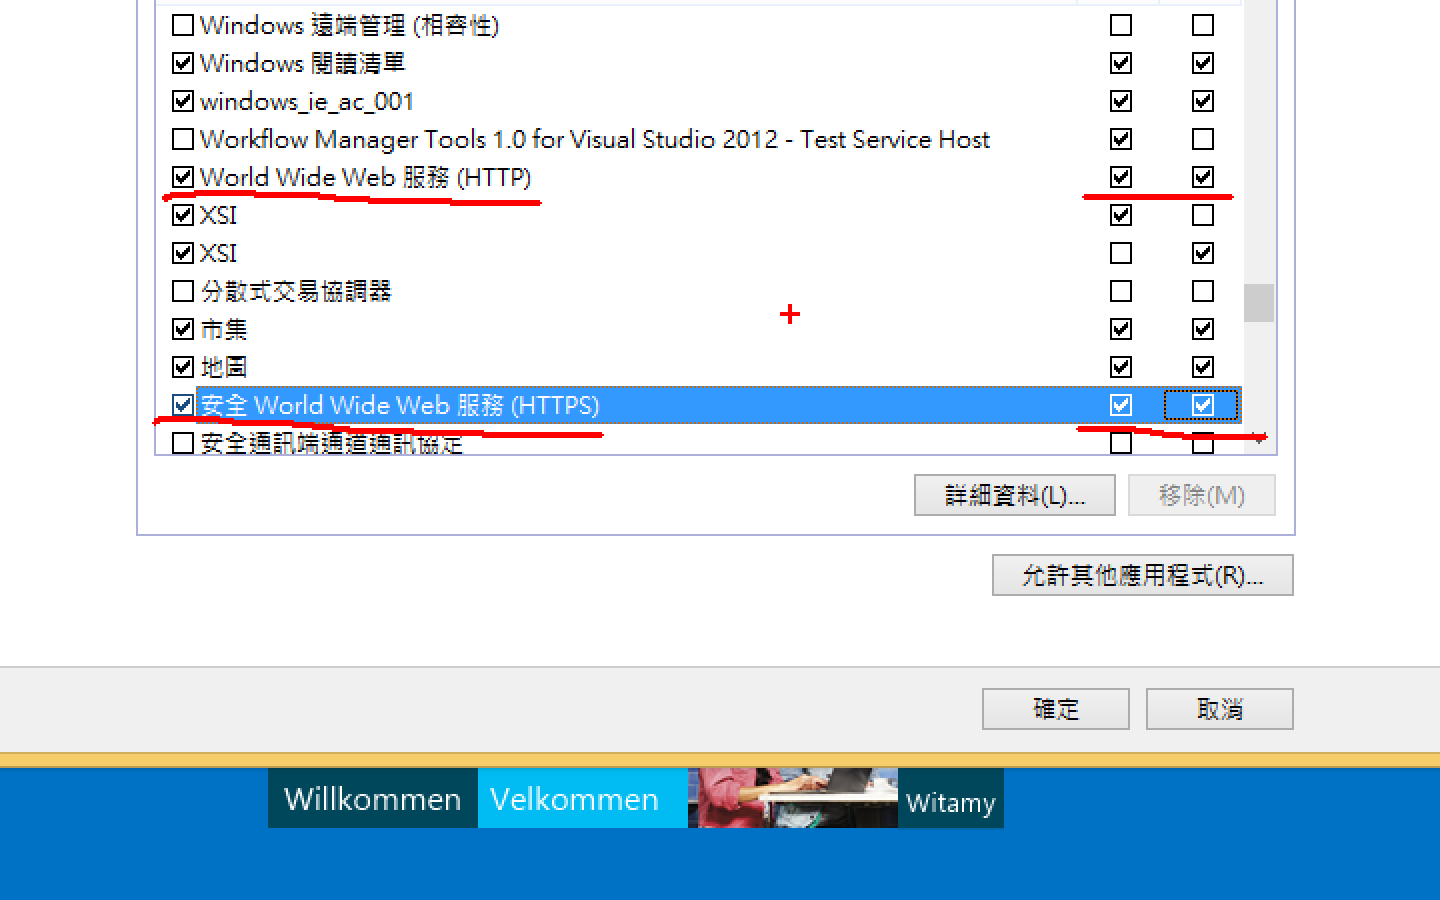 Windows 遠端管理 (相容性)
Windows 閱讀清單
windows_ie_ac_001
Workflow Manager Tools 1.0 for Visual Studio 2012 - Test Service Host
World Wide Web 服務 (HTTP)
XSI
XSI
分散式交易協調器
市集
地圖
安全 World Wide Web 服務 (HTTPS)
安全通訊端通道通訊協定
詳細資料(L)... 移除(M)
允許其他應用程式(R)...
確定 取消
Willkommen Velkommen Witamy